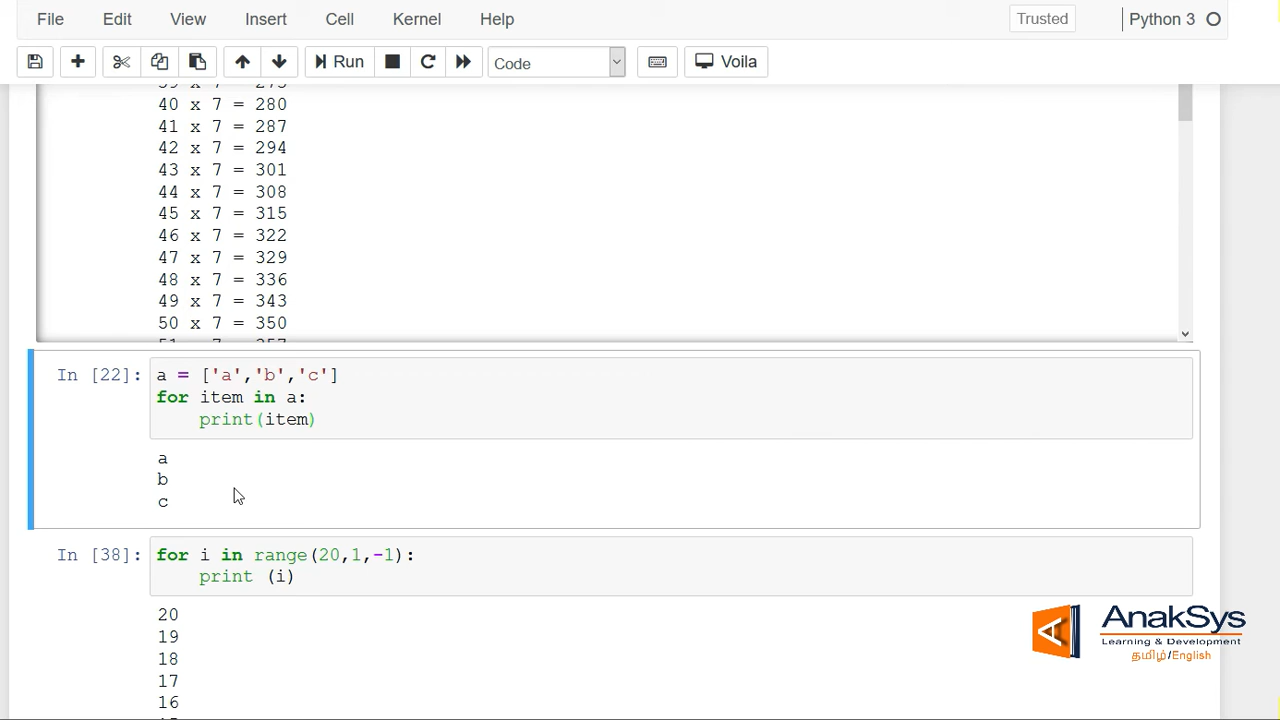 File Edit View Insert Cell Kernel Help Trusted Python 3
Run Code Voila
40 x 7 = 280
41 x 7 = 287
42 x 7 = 294
43 x 7 = 301
44 x 7 = 308
45 x 7 = 315
46 x 7 = 322
47 x 7 = 329
48 x 7 = 336
49 x 7 = 343
50 x 7 = 350
In [22]: a = ['a','b','c']
for item in a:
    print(item)
a
b
c
In [38]: for i in range(20,1,-1):
    print (i)
20
19
18
17
16
A AnakSys
Learning & Development
தமிழ்/English